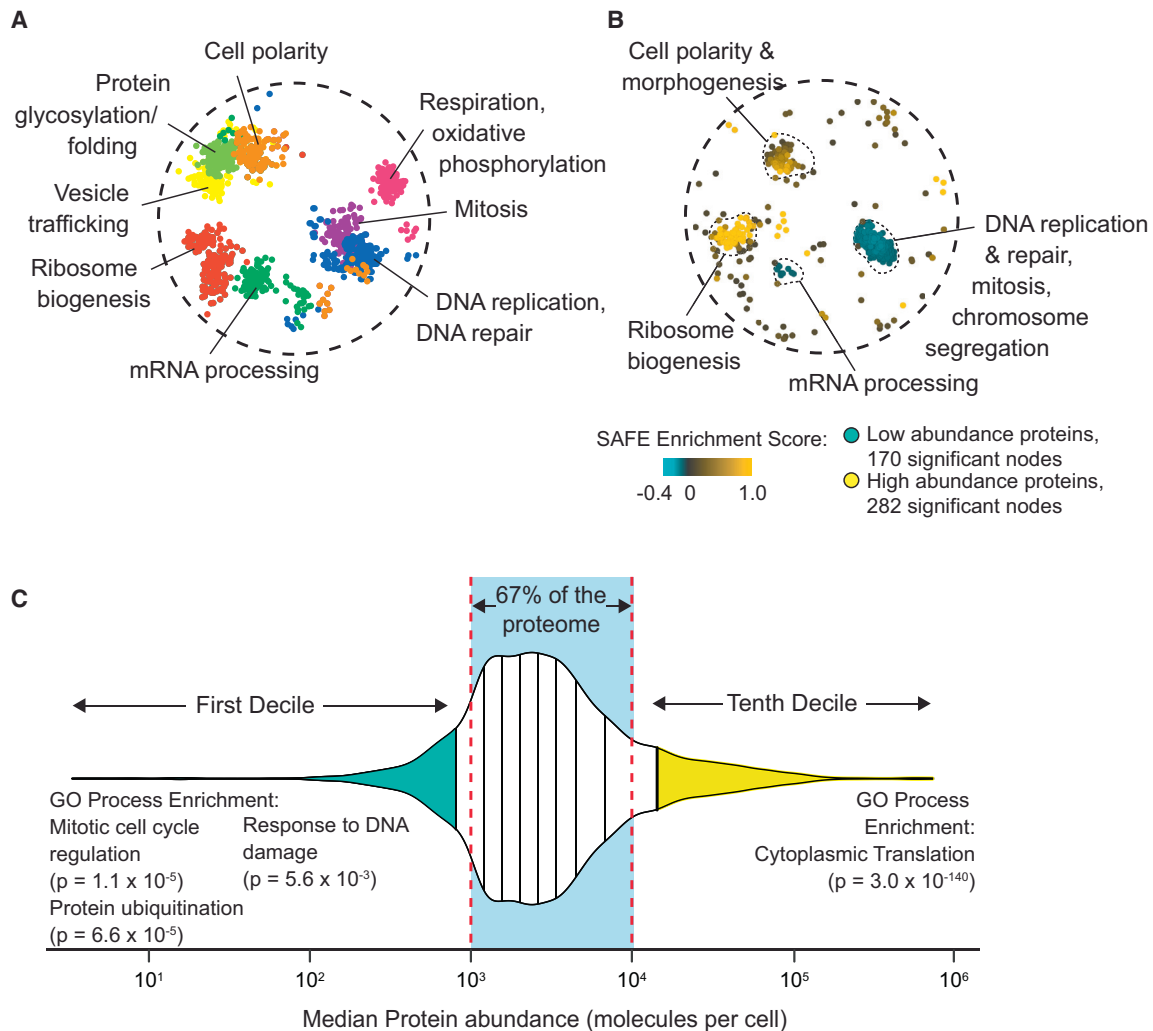 A
Cell polarity
Protein
glycosylation/
folding
Vesicle
trafficking
Ribosome
biogenesis
mRNA processing
Respiration,
oxidative
phosphorylation
Mitosis
DNA replication,
DNA repair
B
Cell polarity &
morphogenesis
Ribosome
biogenesis
mRNA processing
DNA replication
& repair,
mitosis,
chromosome
segregation
SAFE Enrichment Score:
-0.4 0 1.0
Low abundance proteins,
170 significant nodes
High abundance proteins,
282 significant nodes
C
67% of the
proteome
First Decile
Tenth Decile
GO Process Enrichment:
Mitotic cell cycle
regulation
(p = 1.1 x 10⁻⁵)
Protein ubiquitination
(p = 6.6 x 10⁻⁵)
Response to DNA
damage
(p = 5.6 x 10⁻³)
GO Process
Enrichment:
Cytoplasmic Translation
(p = 3.0 x 10⁻¹⁴⁰)
10¹ 10² 10³ 10⁴ 10⁵ 10⁶
Median Protein abundance (molecules per cell)